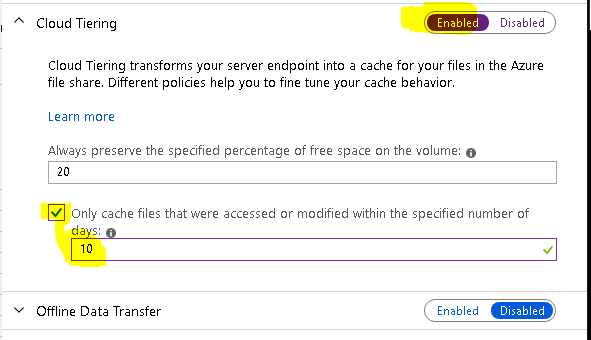 Cloud Tiering Enabled Disabled
Cloud Tiering transforms your server endpoint into a cache for your files in the Azure
file share. Different policies help you to fine tune your cache behavior.
Learn more
Always preserve the specified percentage of free space on the volume:
20
Only cache files that were accessed or modified within the specified number of
days:
10
Offline Data Transfer Enabled Disabled